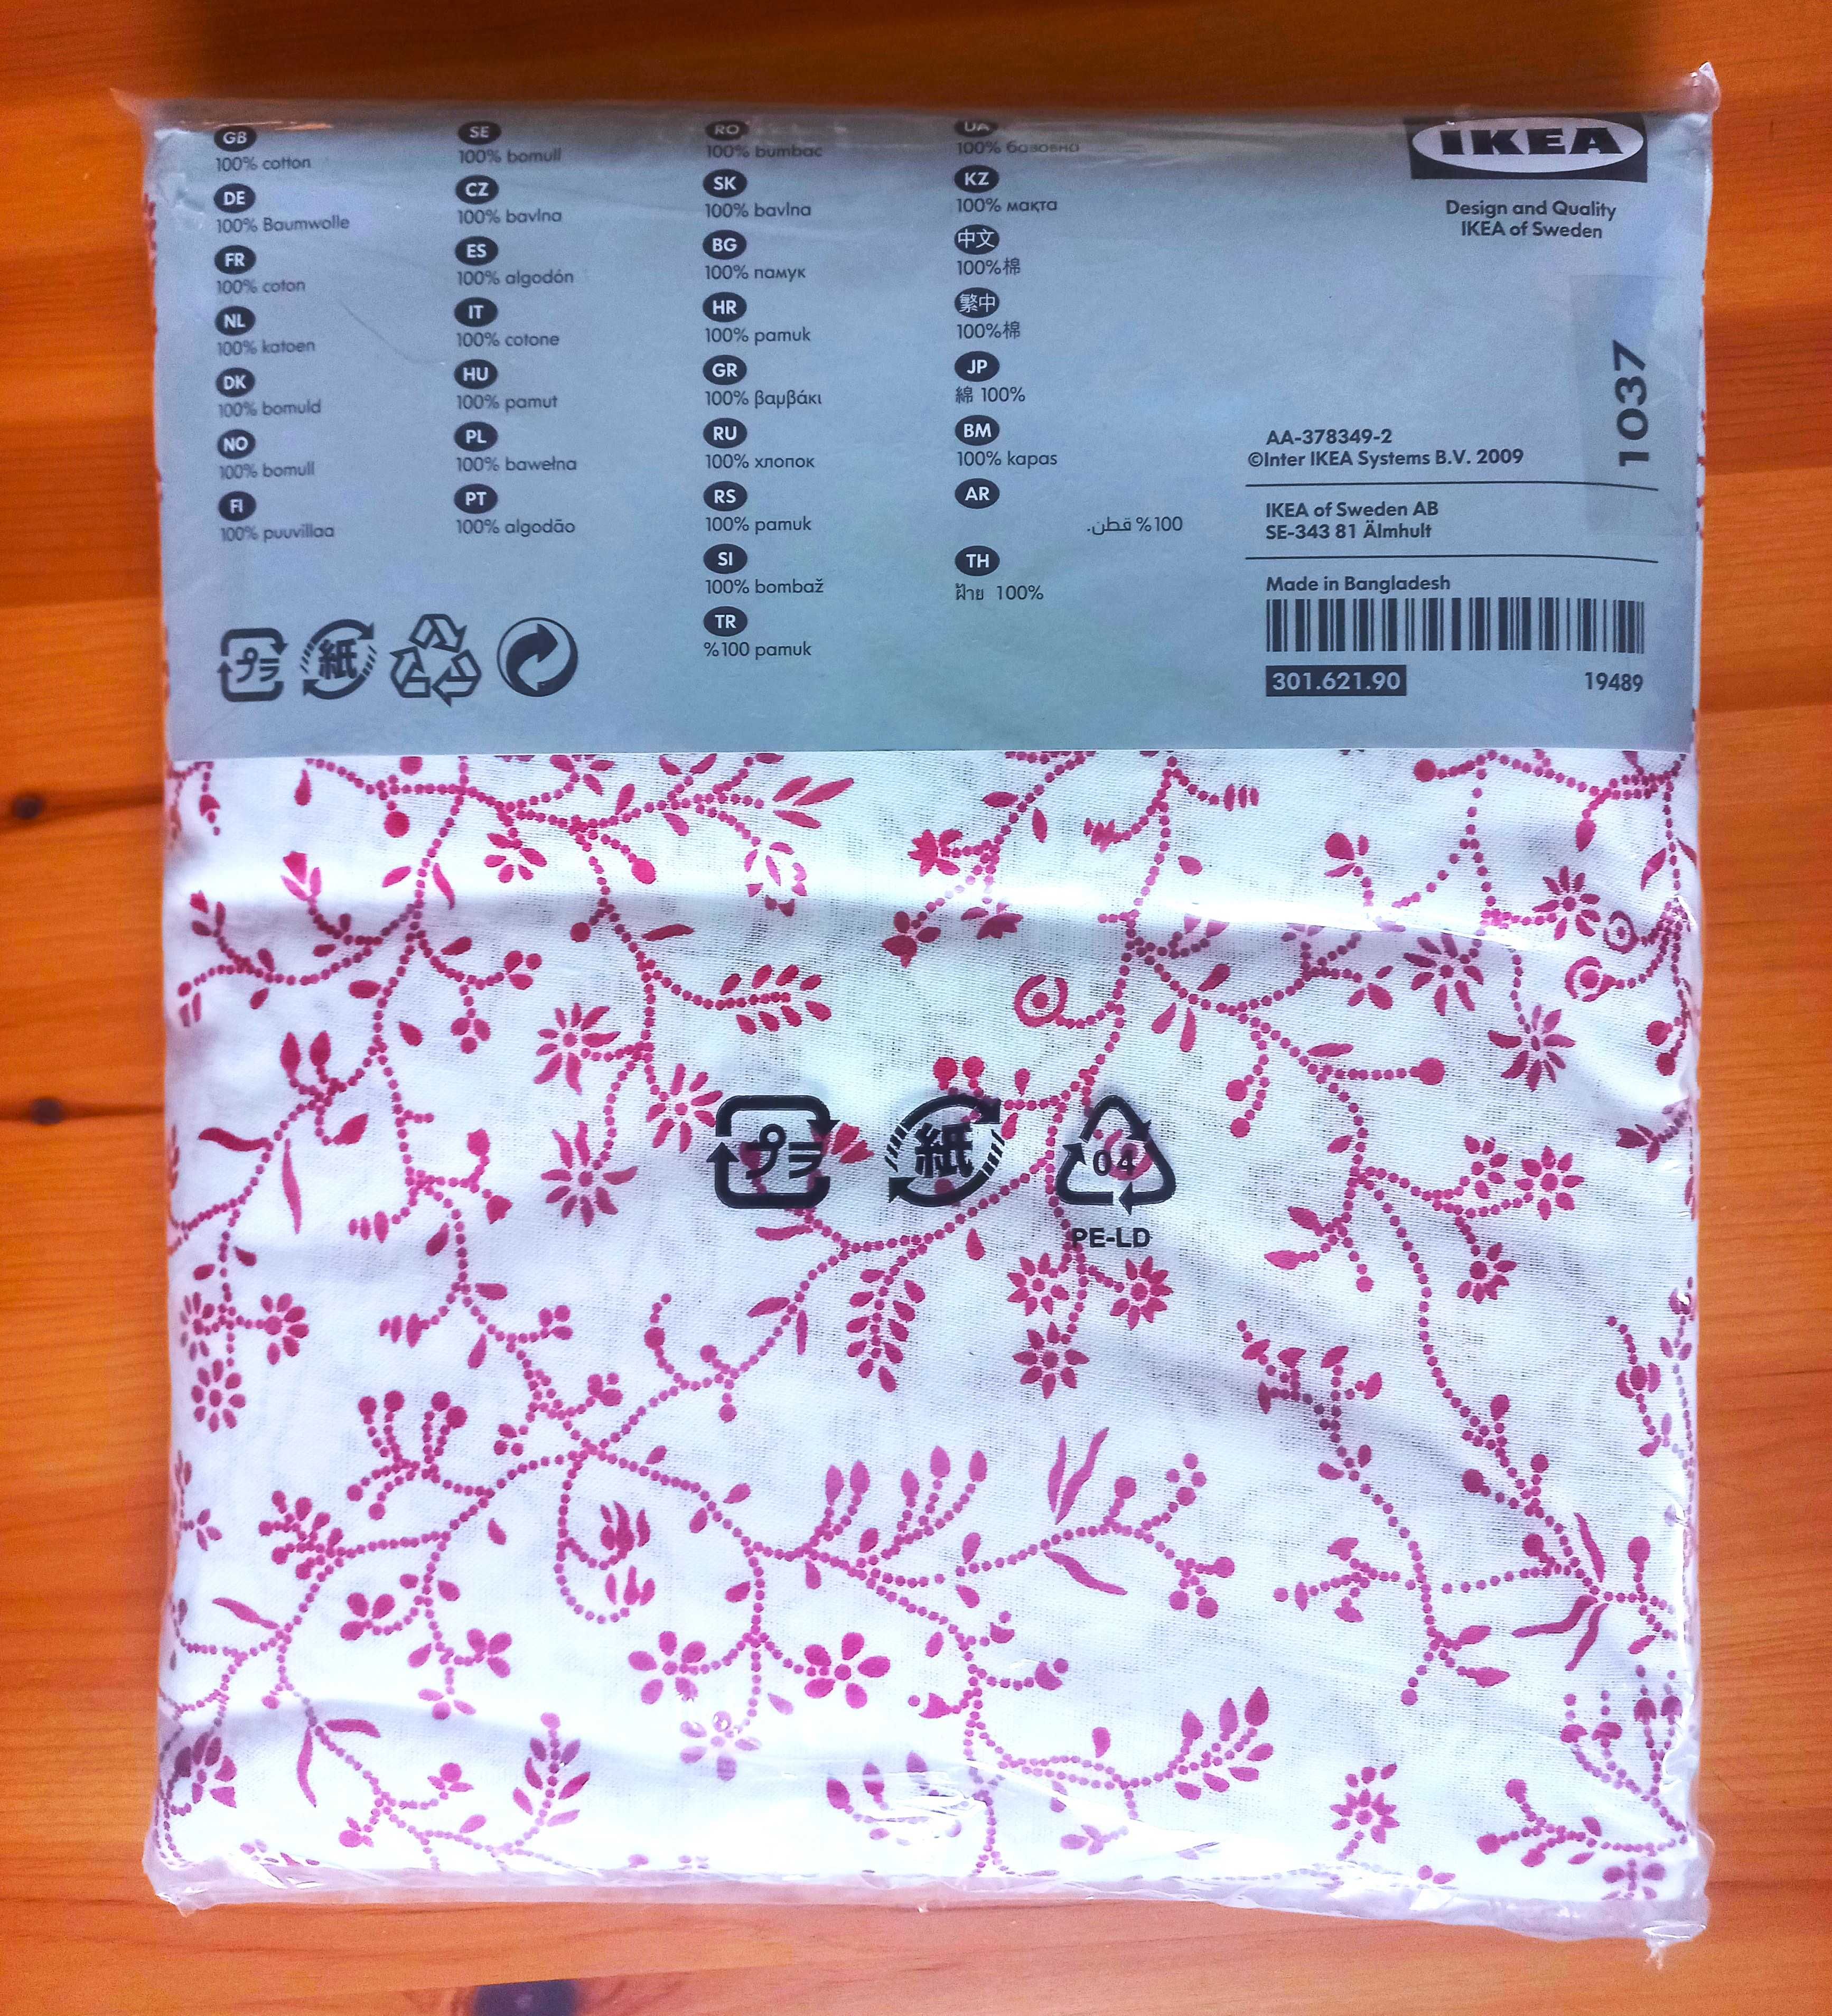 GB
100% cotton
DE
100% Baumwolle
FR
100% coton
NL
100% katoen
DK
100% bomuld
NO
100% bomull
FI
100% puuvillaa
SE
100% bomull
CZ
100% bavlna
ES
100% algodón
IT
100% cotone
HU
100% pamut
PL
100% bawełna
PT
100% algodão
RO
100% bumbac
SK
100% bavlna
BG
100% памук
HR
100% pamuk
GR
100% βαμβάκι
RU
100% хлопок
RS
100% pamuk
SI
100% bombaž
TR
%100 pamuk
UA
100% бавовна
KZ
100% мақта
中文
100%棉
繁中
100%棉
JP
綿 100%
BM
100% kapas
AR
100% قطن.
TH
ฝ้าย 100%
IKEA
Design and Quality
IKEA of Sweden
1037
AA-378349-2
©Inter IKEA Systems B.V. 2009
IKEA of Sweden AB
SE-343 81 Älmhult
Made in Bangladesh
301.621.90 19489
プラ 紙
プラ 紙 04
PE-LD